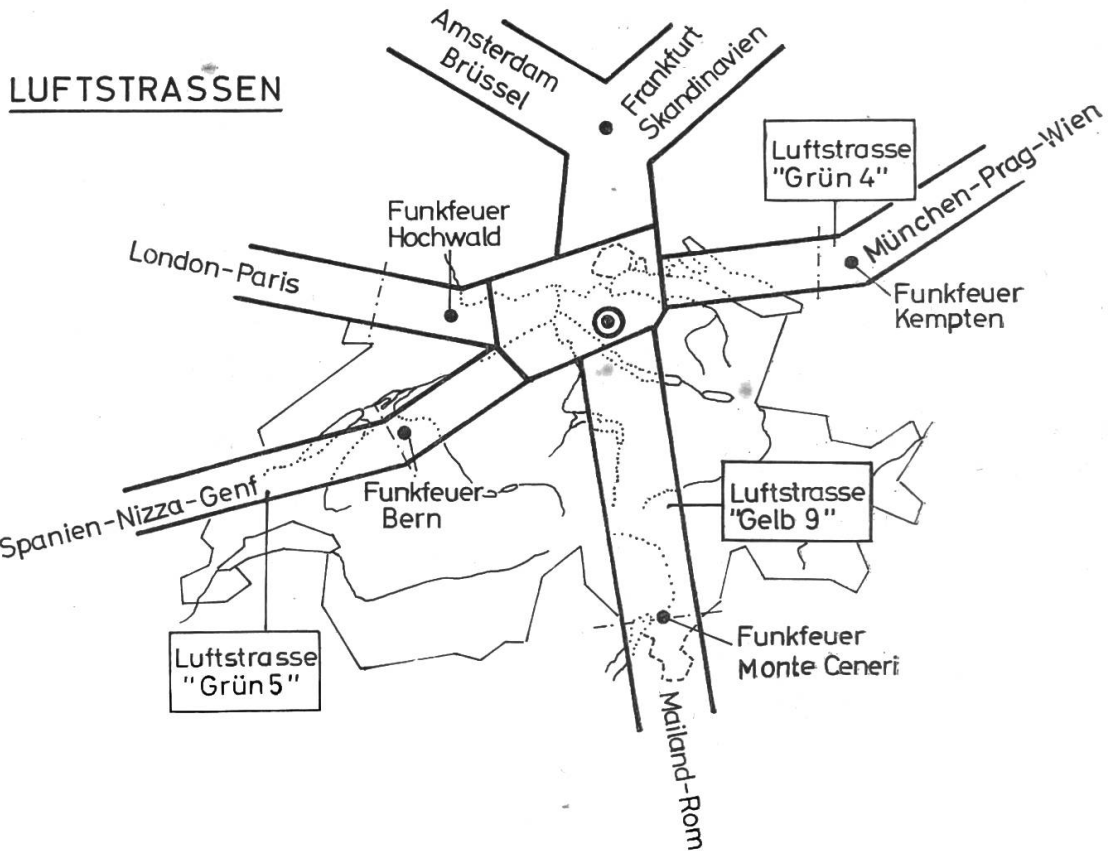 LUFTSTRASSEN
Amsterdam
Brüssel
Frankfurt
Skandinavien
Luftstrasse
"Grün 4"
München-Prag-Wien
Funkfeuer
Hochwald
London-Paris
Funkfeuer
Kempten
Spanien-Nizza-Genf
Funkfeuer
Bern
Luftstrasse
"Gelb 9"
Luftstrasse
"Grün 5"
Funkfeuer
Monte Ceneri
Mailand-Rom